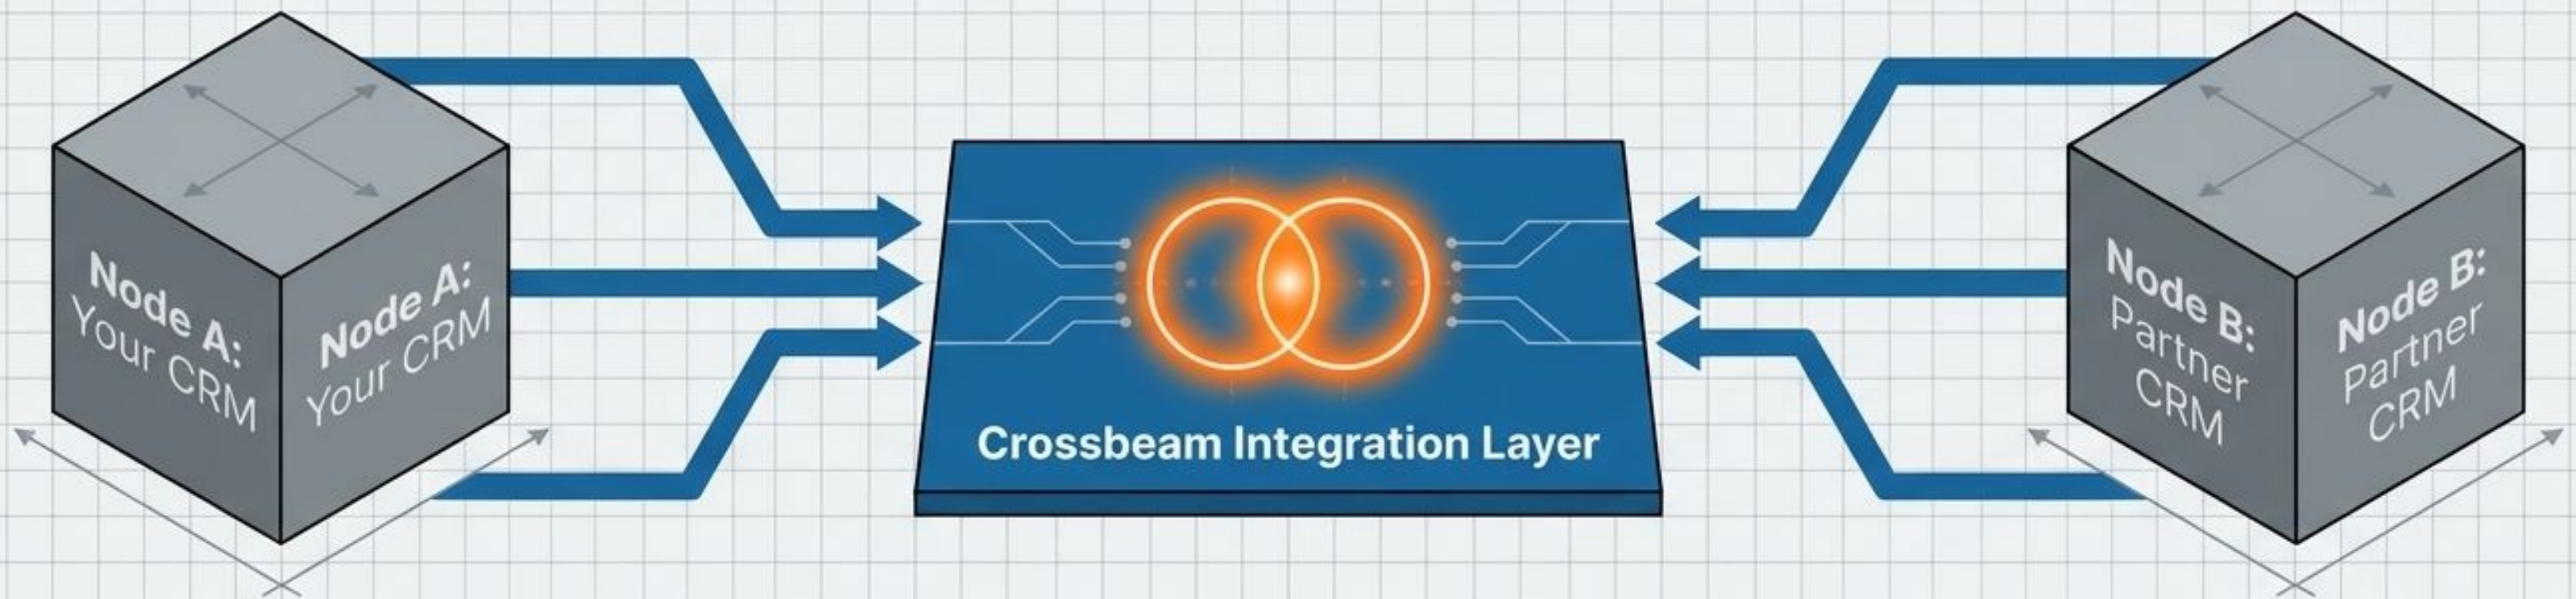 Node A:
Your CRM
Node A:
Your CRM
Crossbeam Integration Layer
Node B:
Partner
CRM
Node B:
Partner
CRM